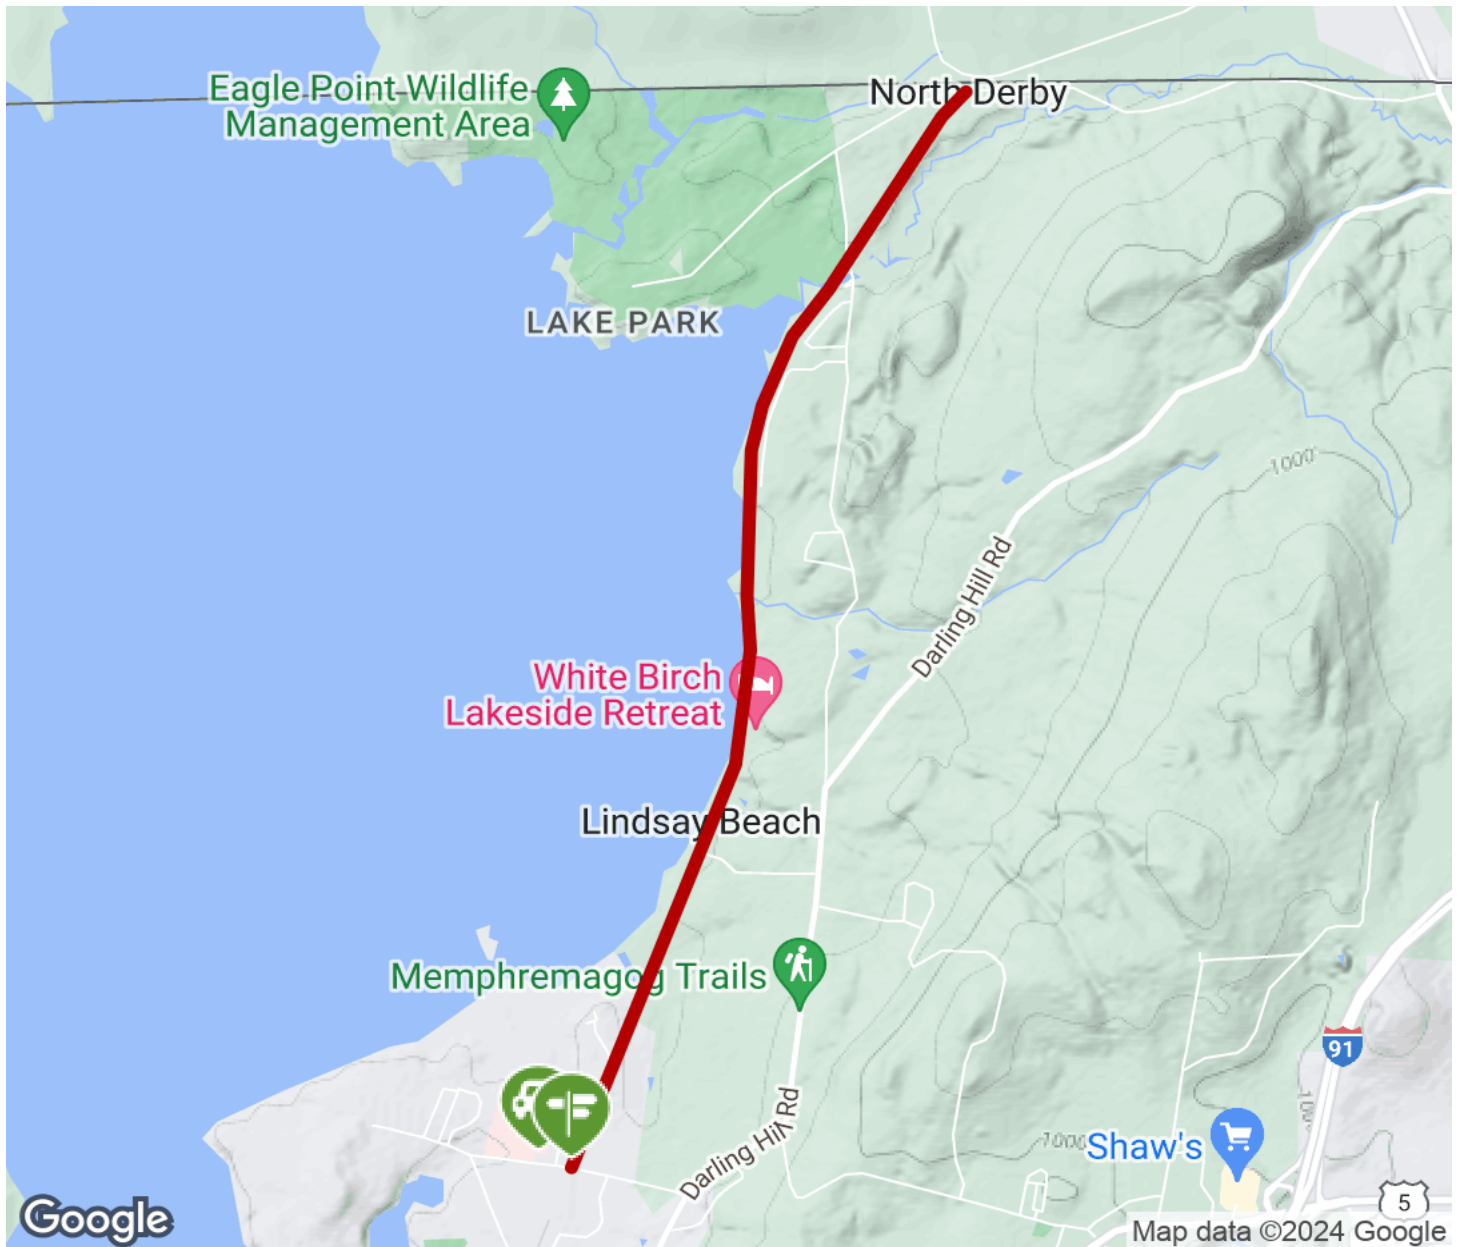 Eagle Point Wildlife
Management Area
North Derby
LAKE PARK
1000
Darling Hill Rd
White Birch
Lakeside Retreat
Lindsay Beach
Memphremagog Trails
91
Darling Hill Rd
1000
Shaw's
5
Google
Map data ©2024 Google